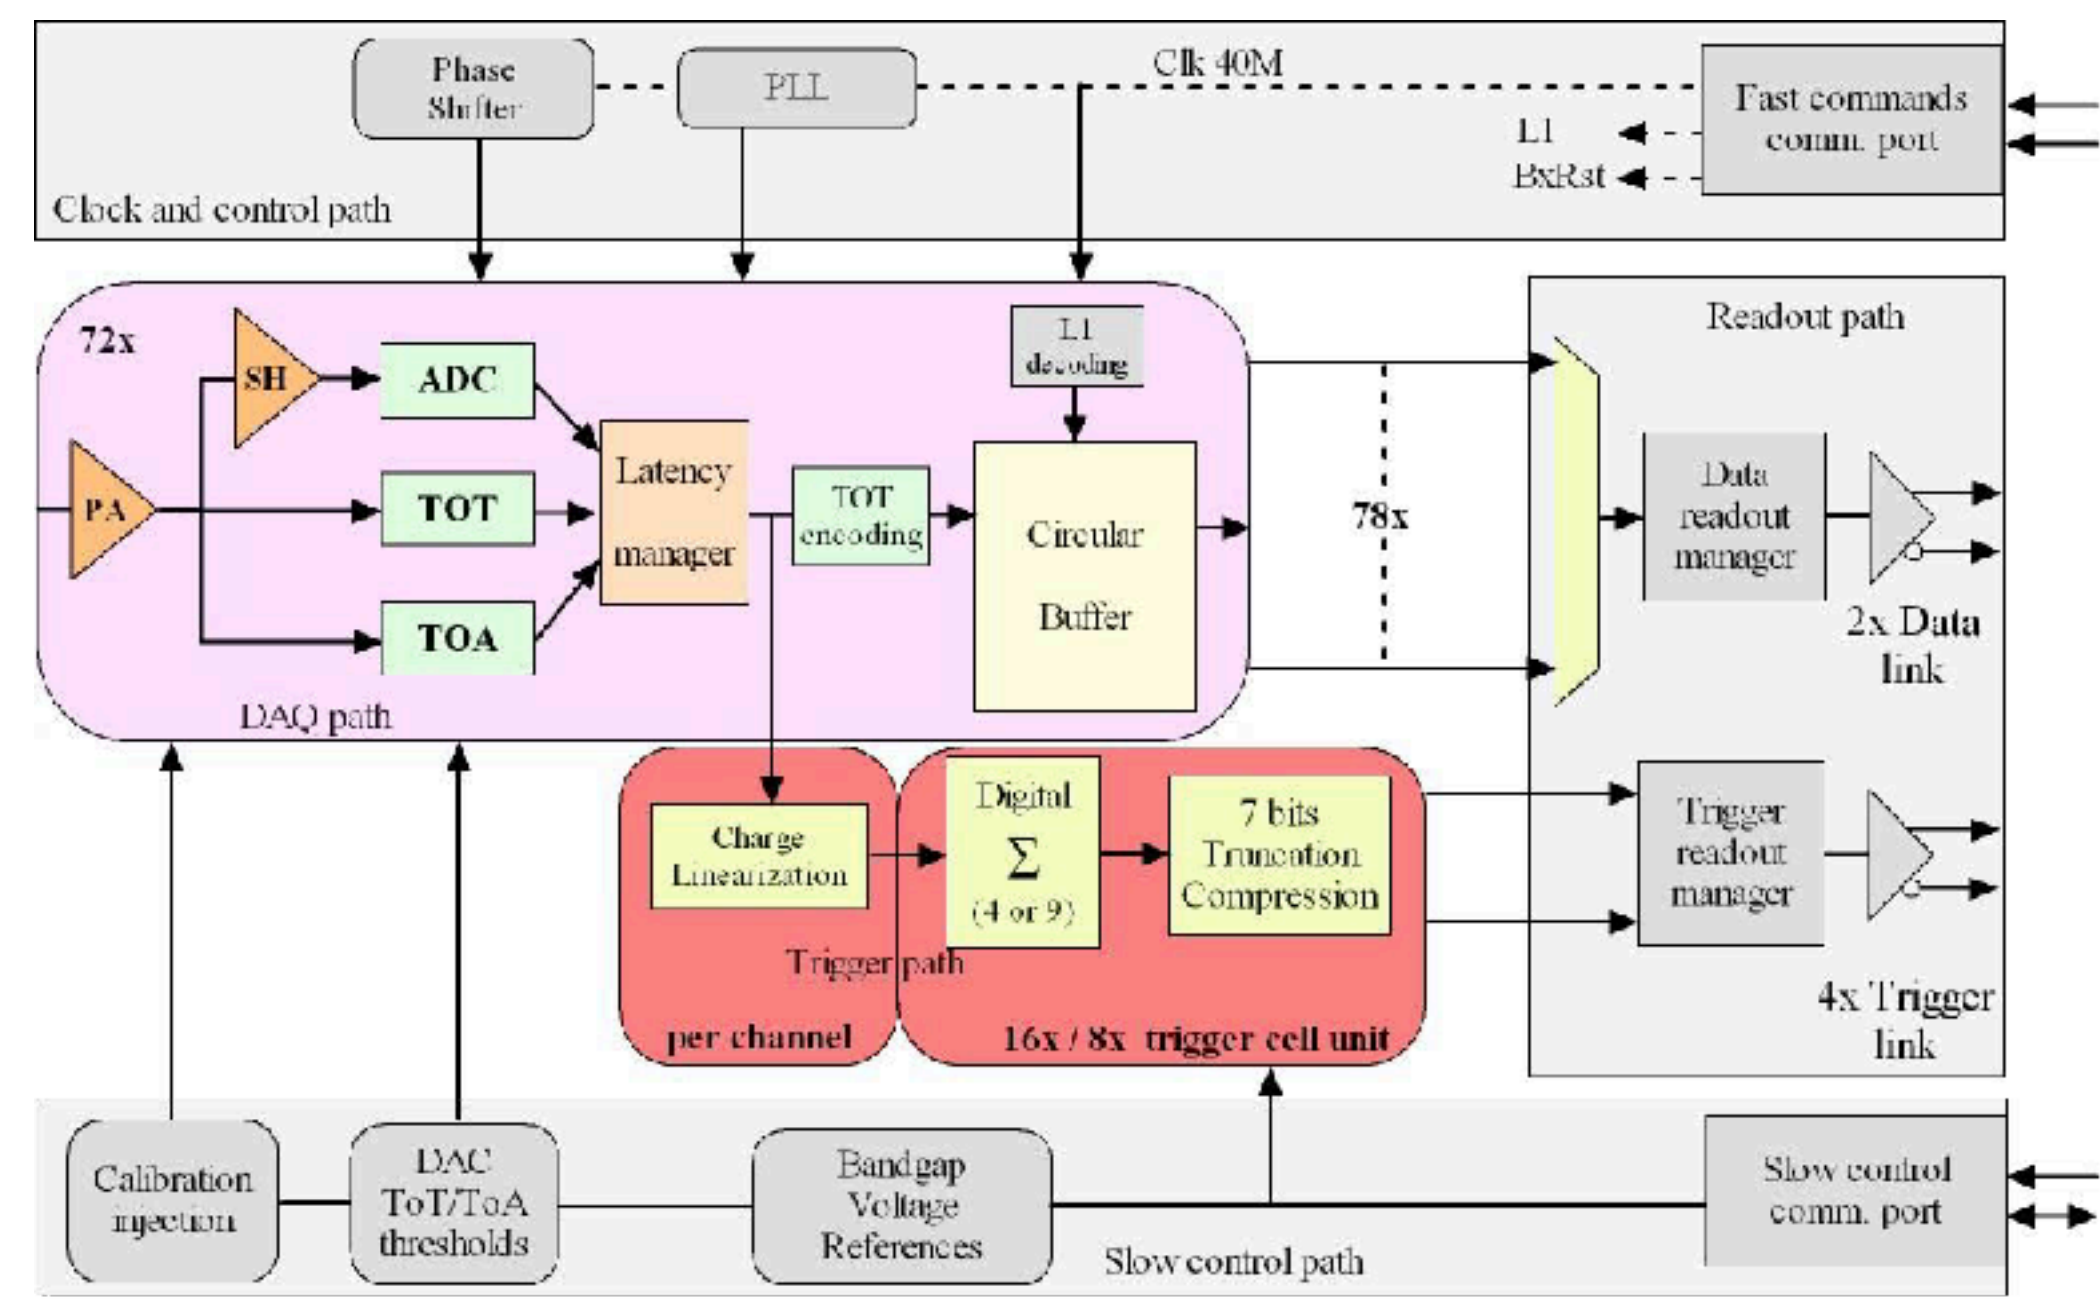 Phase
Shifter
PLL
Clk 40M
Fast commands
comm. port
L1
BxRst
Clock and control path
72x
SH
ADC
PA
TOT
TOA
Latency
manager
TOT
encoding
L1
decoding
Circular
Buffer
DAQ path
78x
Readout path
Data
readout
manager
2x Data
link
Charge
Linearization
Digital
Σ
(4 or 9)
7 bits
Truncation
Compression
Trigger path
per channel
16x / 8x trigger cell unit
Trigger
readout
manager
4x Trigger
link
Calibration
injection
DAC
ToT/ToA
thresholds
Bandgap
Voltage
References
Slow control path
Slow control
comm. port